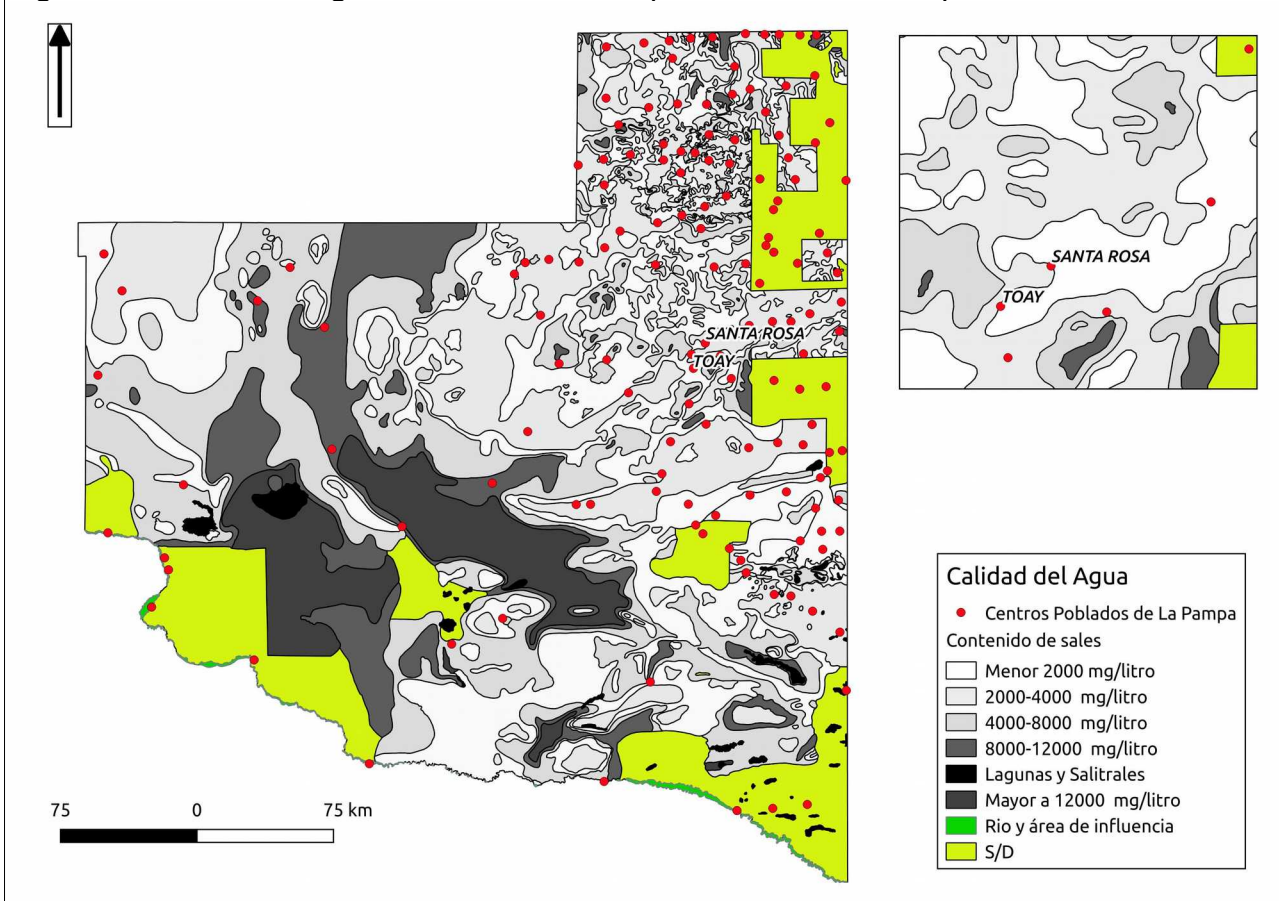 SANTA ROSA
TOAY
SANTA ROSA
TOAY
75 0 75 km
Calidad del Agua
Centros Poblados de La Pampa
Contenido de sales
Menor 2000 mg/litro
2000-4000 mg/litro
4000-8000 mg/litro
8000-12000 mg/litro
Lagunas y Salitrales
Mayor a 12000 mg/litro
Rio y área de influencia
S/D